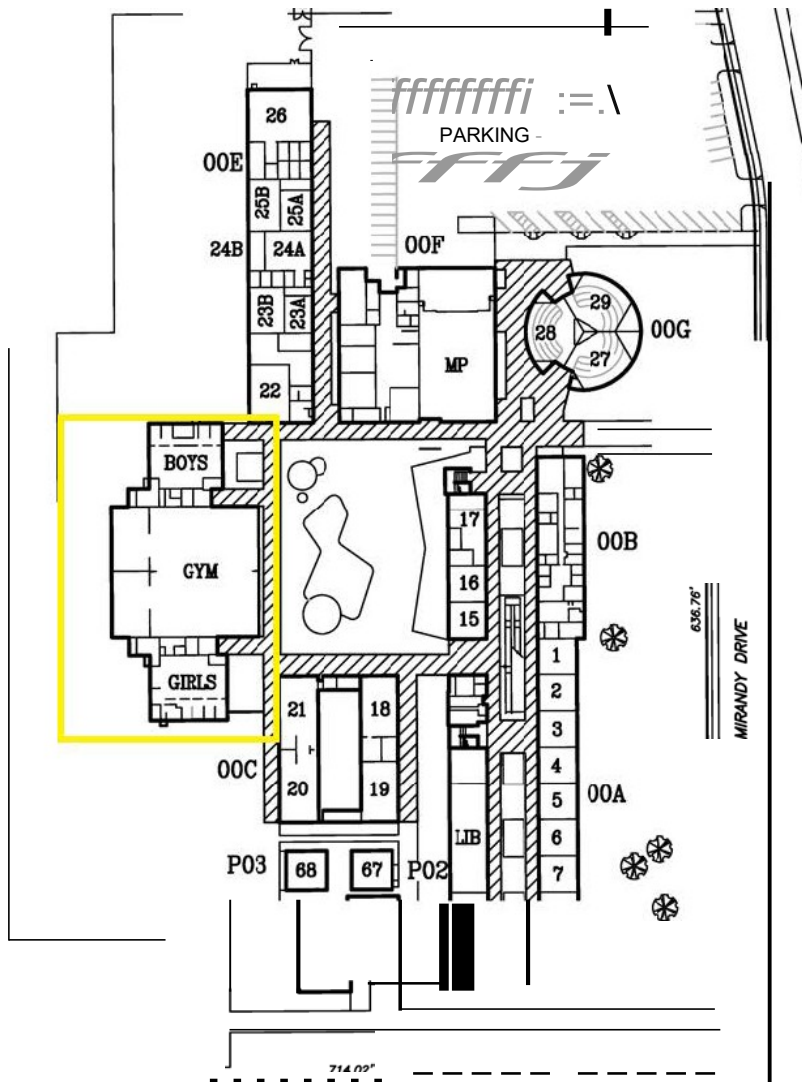 PARKING
26
00E
25B
25A
24B
24A
00F
23B
23A
29
28
00G
27
MP
22
BOYS
17
00B
GYM
16
15
636.76'
MIRANDY DRIVE
1
GIRLS
2
21
18
3
00C
4
20
19
5
00A
LIB
6
P03
68
67
P02
7
714.02"